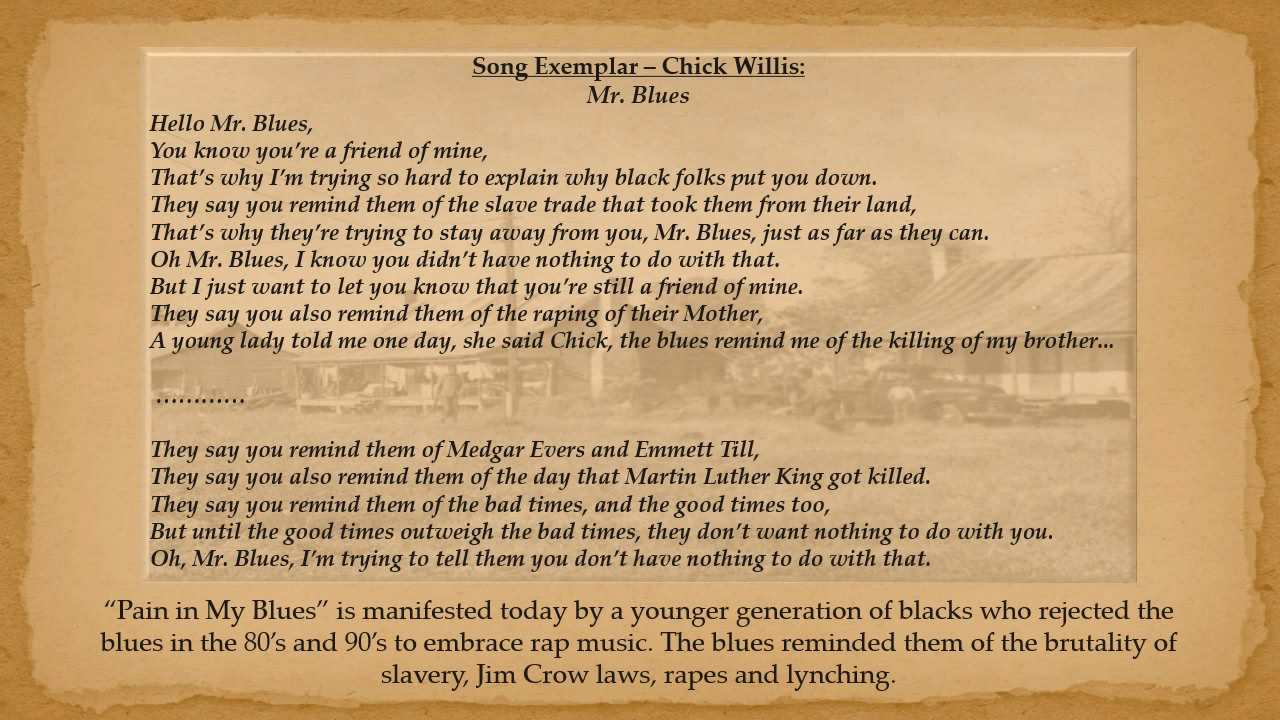 Song Exemplar – Chick Willis:
Mr. Blues
Hello Mr. Blues,
You know you’re a friend of mine,
That’s why I’m trying so hard to explain why black folks put you down.
They say you remind them of the slave trade that took them from their land,
That’s why they’re trying to stay away from you, Mr. Blues, just as far as they can.
Oh Mr. Blues, I know you didn’t have nothing to do with that.
But I just want to let you know that you’re still a friend of mine.
They say you also remind them of the raping of their Mother,
A young lady told me one day, she said Chick, the blues remind me of the killing of my brother...
............
They say you remind them of Medgar Evers and Emmett Till,
They say you also remind them of the day that Martin Luther King got killed.
They say you remind them of the bad times, and the good times too,
But until the good times outweigh the bad times, they don’t want nothing to do with you.
Oh, Mr. Blues, I’m trying to tell them you don’t have nothing to do with that.
“Pain in My Blues” is manifested today by a younger generation of blacks who rejected the
blues in the 80’s and 90’s to embrace rap music. The blues reminded them of the brutality of
slavery, Jim Crow laws, rapes and lynching.